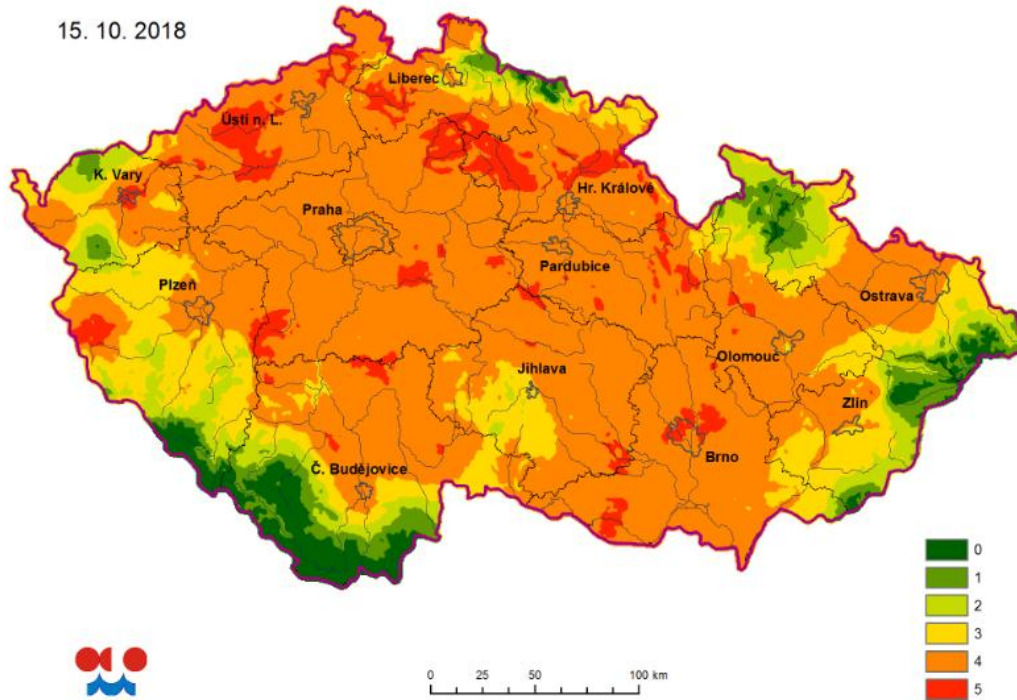 15. 10. 2018
Liberec
Ústí n. L.
K. Vary
Hr. Králové
Praha
Pardubice
Plzeň
Ostrava
Olomouc
Jihlava
Zlín
Brno
Č. Budějovice
0
1
2
3
4
5
0 25 50 100 km